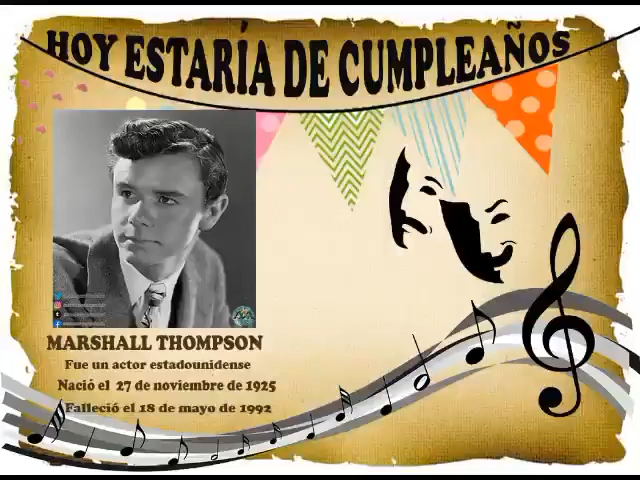 HOY ESTARÍA DE CUMPLEAÑOS
MARSHALL THOMPSON
Fue un actor estadounidense
Nació el 27 de noviembre de 1925
Falleció el 18 de mayo de 1992